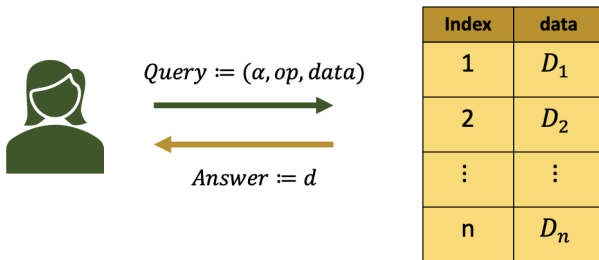 Query ≔ (α, op, data)
Answer ≔ d
Index data
1 D₁
2 D₂
⋮ ⋮
n Dₙ